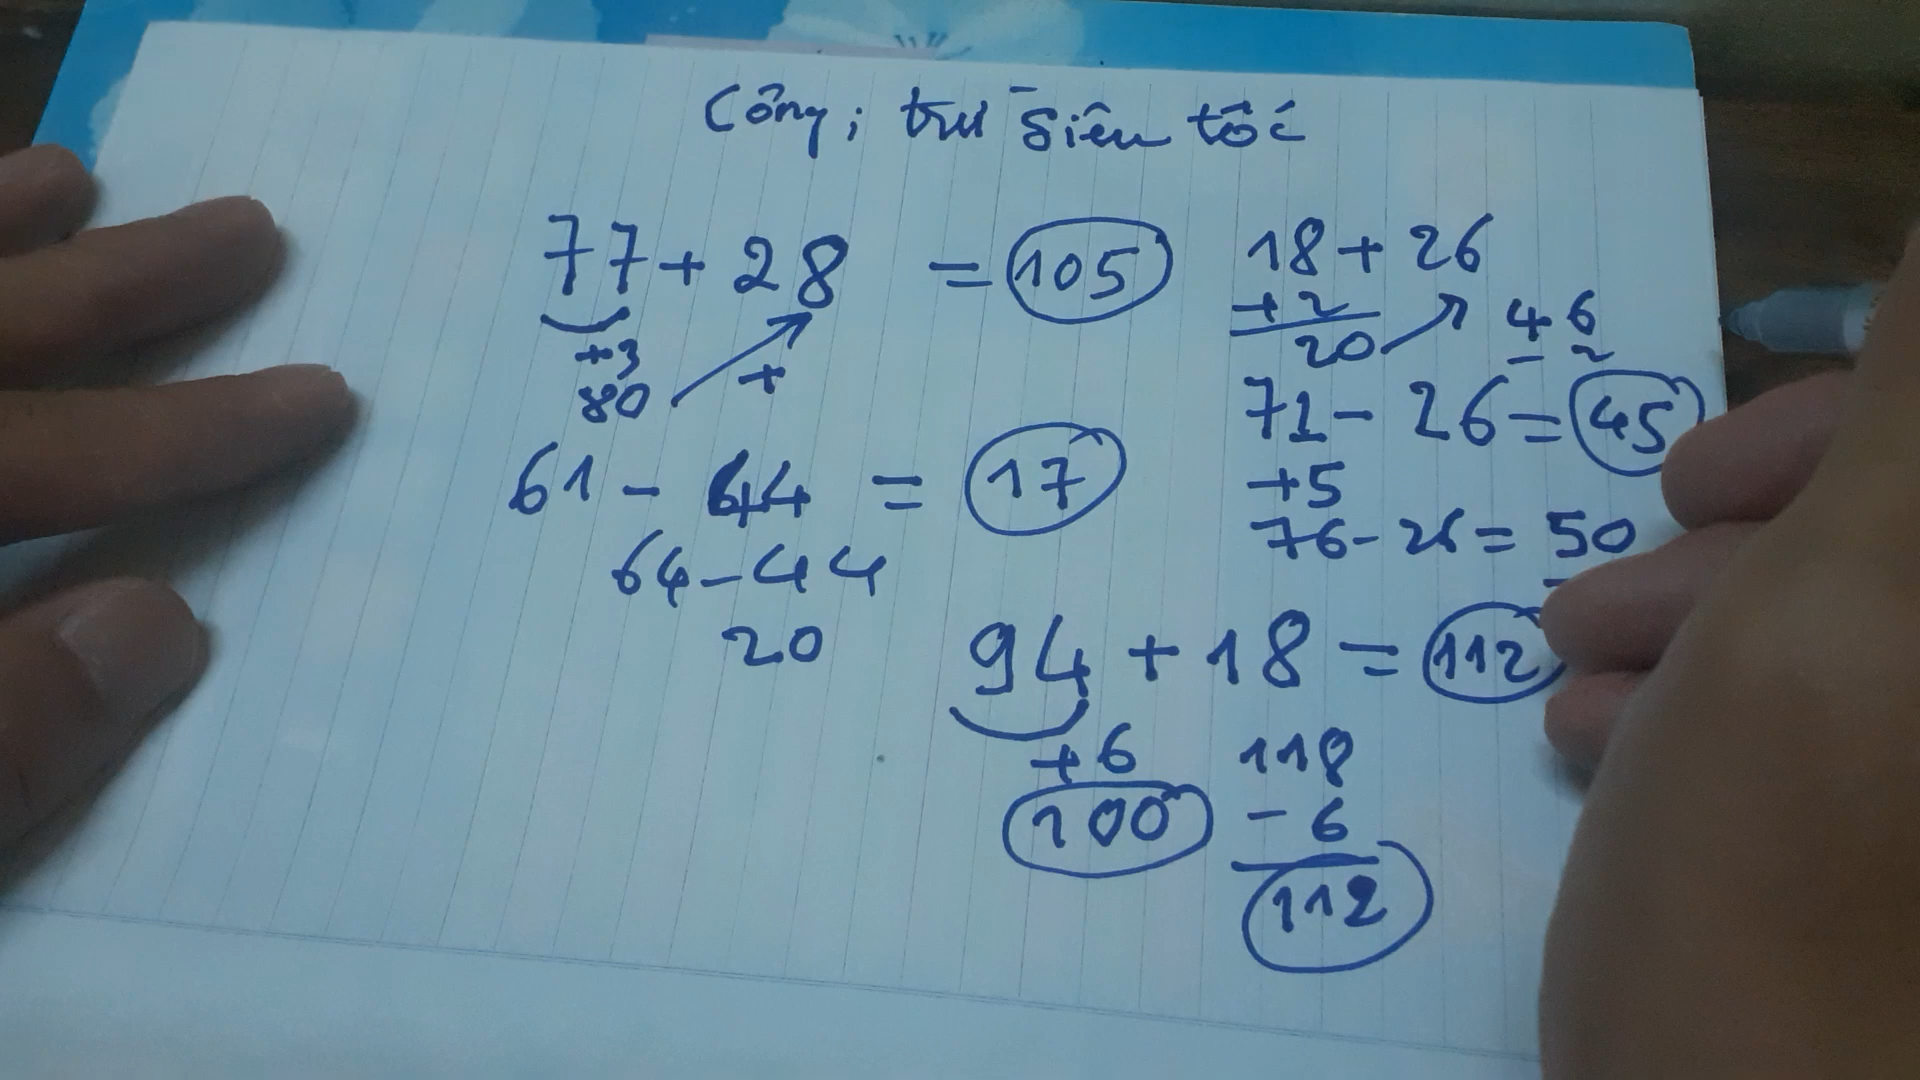 Cộng; trừ siêu tốc
77 + 28 = 105
+3
80
+
61 - 44 = 17
64 - 44
20
18 + 26
+2
20
46
71 - 26 = 45
+5
76 - 26 = 50
94 + 18 = 112
+6
100
118
- 6
112